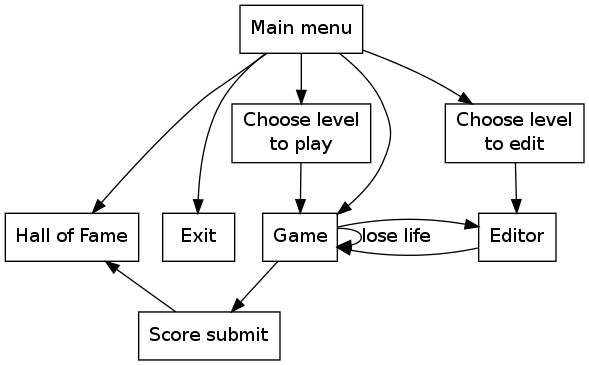 Main menu
Choose level
to play
Choose level
to edit
Hall of Fame
Exit
Game
lose life
Editor
Score submit